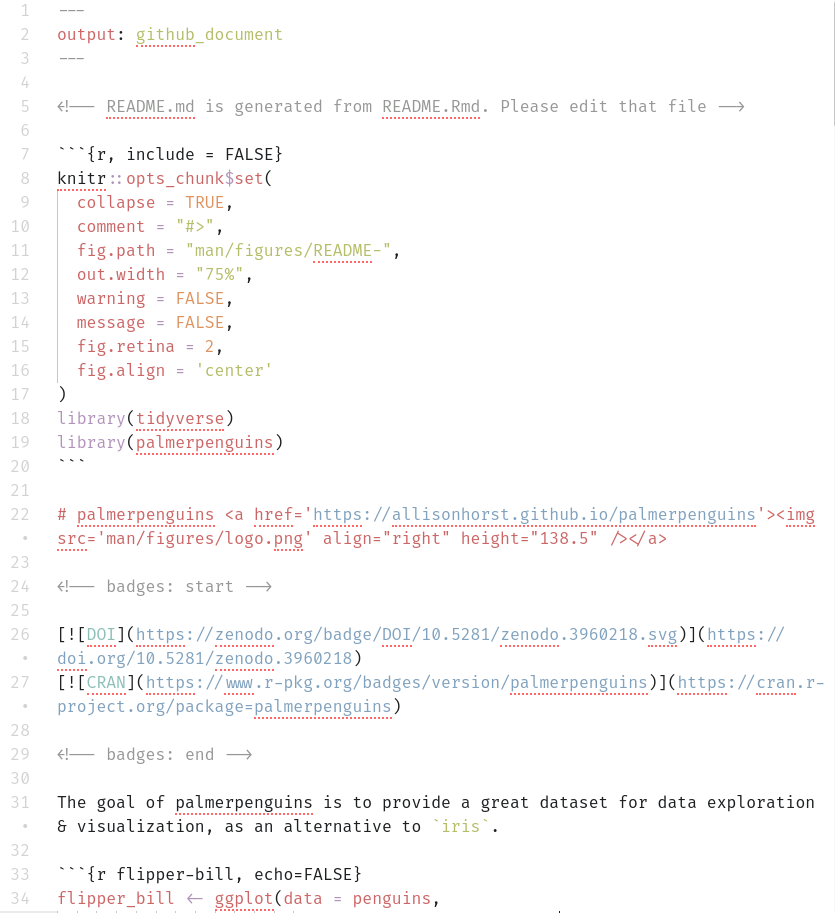 1 ---
2 output: github_document
3 ---
4
5 <!-- README.md is generated from README.Rmd. Please edit that file -->
6
7 ```{r, include = FALSE}
8 knitr::opts_chunk$set(
9   collapse = TRUE,
10   comment = "#>",
11   fig.path = "man/figures/README-",
12   out.width = "75%",
13   warning = FALSE,
14   message = FALSE,
15   fig.retina = 2,
16   fig.align = 'center'
17 )
18 library(tidyverse)
19 library(palmerpenguins)
20 ```
21
22 # palmerpenguins <a href='https://allisonhorst.github.io/palmerpenguins'><img
• src='man/figures/logo.png' align="right" height="138.5" /></a>
23
24 <!-- badges: start -->
25
26 [![DOI](https://zenodo.org/badge/DOI/10.5281/zenodo.3960218.svg)](https://
• doi.org/10.5281/zenodo.3960218)
27 [![CRAN](https://www.r-pkg.org/badges/version/palmerpenguins)](https://cran.r-
• project.org/package=palmerpenguins)
28
29 <!-- badges: end -->
30
31 The goal of palmerpenguins is to provide a great dataset for data exploration
• & visualization, as an alternative to `iris`.
32
33 ```{r flipper-bill, echo=FALSE}
34 flipper_bill <- ggplot(data = penguins,